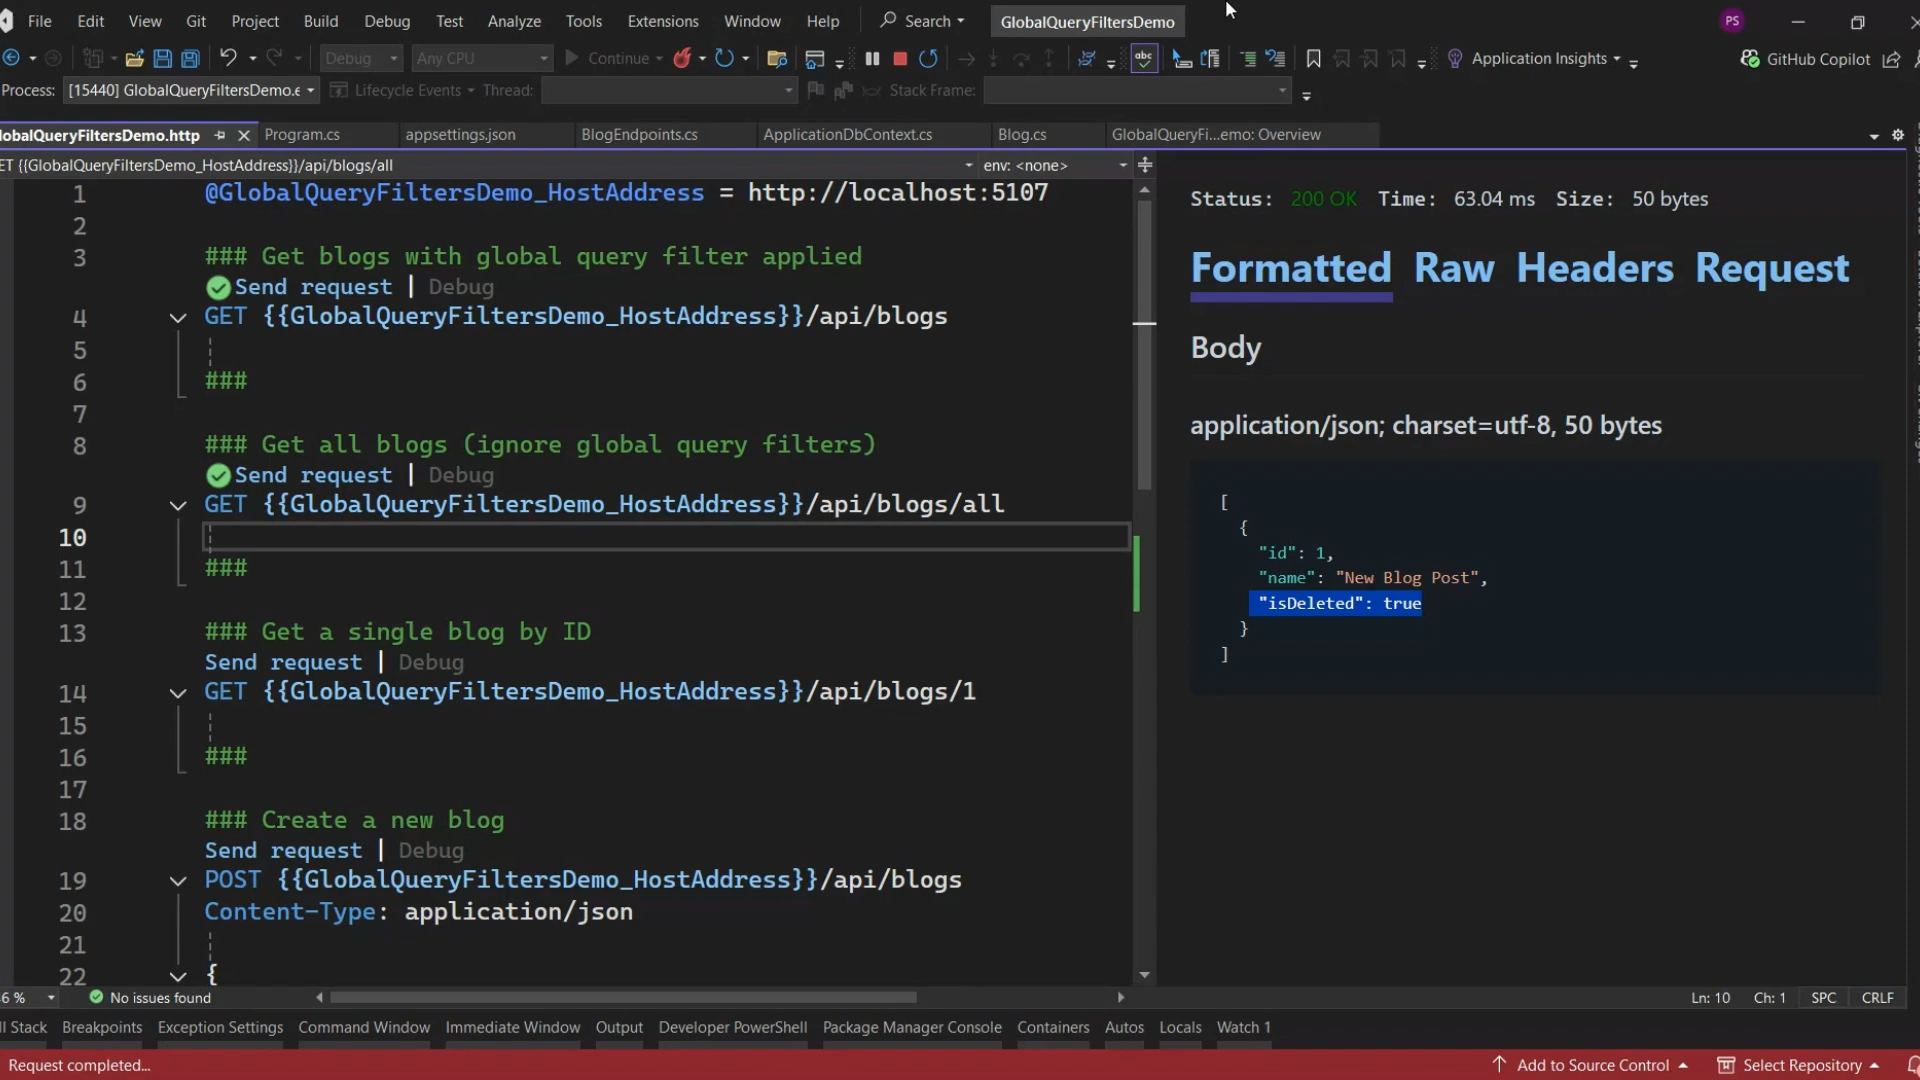 File Edit View Git Project Build Debug Test Analyze Tools Extensions Window Help Search GlobalQueryFiltersDemo PS
Debug Any CPU Continue Application Insights GitHub Copilot
Process: [15440] GlobalQueryFiltersDemo.e Lifecycle Events Thread: Stack Frame:
lobalQueryFiltersDemo.http Program.cs appsettings.json BlogEndpoints.cs ApplicationDbContext.cs Blog.cs GlobalQueryFi...emo: Overview
ET {{GlobalQueryFiltersDemo_HostAddress}}/api/blogs/all env: <none>
1 @GlobalQueryFiltersDemo_HostAddress = http://localhost:5107
2
3 ### Get blogs with global query filter applied
Send request | Debug
4 GET {{GlobalQueryFiltersDemo_HostAddress}}/api/blogs
5
6 ###
7
8 ### Get all blogs (ignore global query filters)
Send request | Debug
9 GET {{GlobalQueryFiltersDemo_HostAddress}}/api/blogs/all
10
11 ###
12
13 ### Get a single blog by ID
Send request | Debug
14 GET {{GlobalQueryFiltersDemo_HostAddress}}/api/blogs/1
15
16 ###
17
18 ### Create a new blog
Send request | Debug
19 POST {{GlobalQueryFiltersDemo_HostAddress}}/api/blogs
20 Content-Type: application/json
21
22 {
Status: 200 OK Time: 63.04 ms Size: 50 bytes
Formatted Raw Headers Request
Body
application/json; charset=utf-8, 50 bytes
[
{
"id": 1,
"name": "New Blog Post",
"isDeleted": true
}
]
6 % No issues found Ln: 10 Ch: 1 SPC CRLF
ll Stack Breakpoints Exception Settings Command Window Immediate Window Output Developer PowerShell Package Manager Console Containers Autos Locals Watch 1
Request completed... Add to Source Control Select Repository